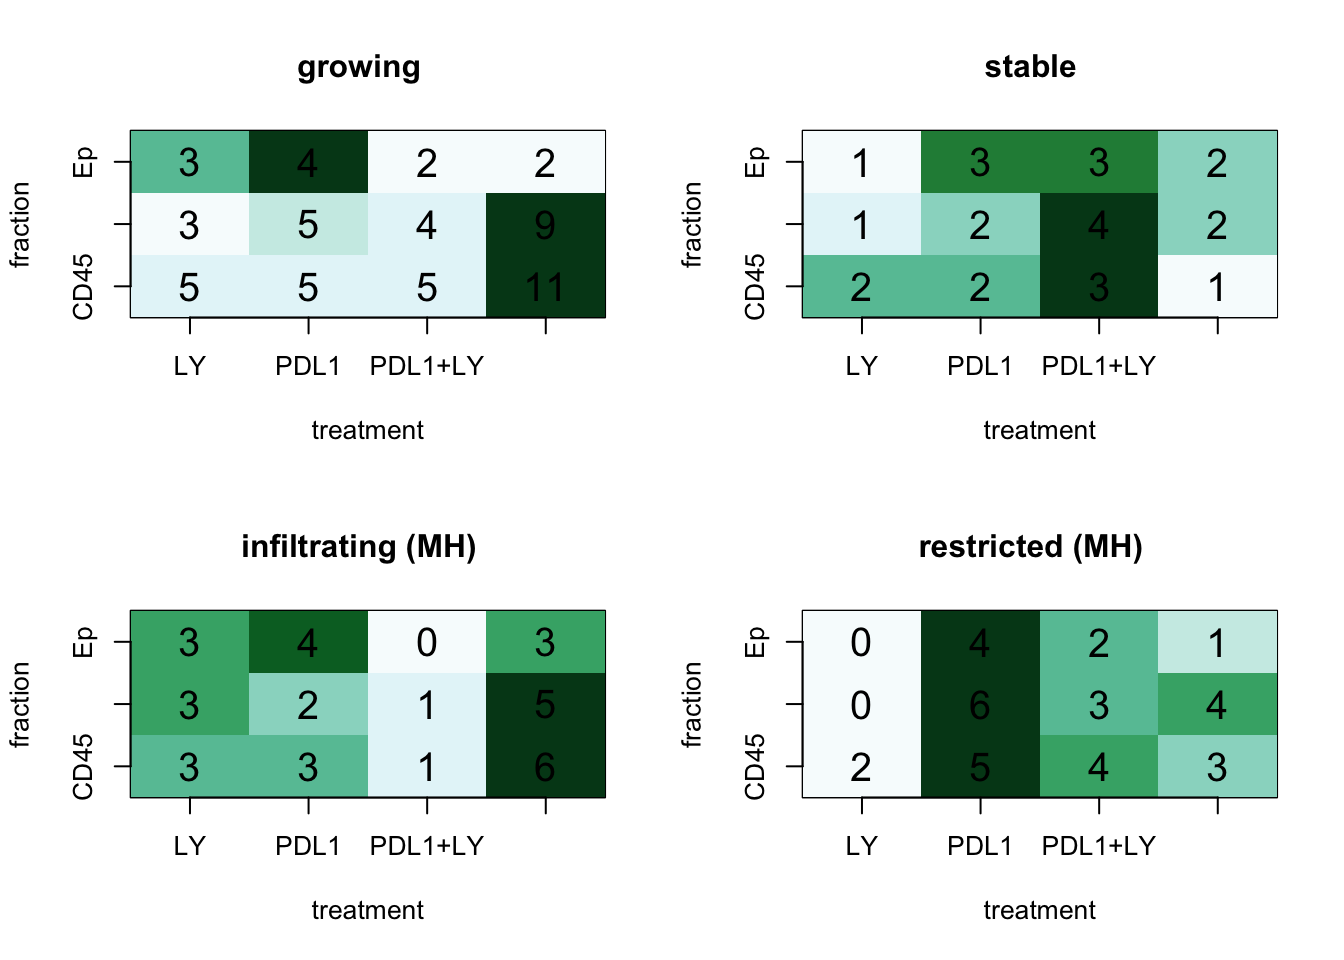 growing
fraction
Ep
CD45
3 4 2 2
3 5 4 9
5 5 5 11
LY PDL1 PDL1+LY
treatment
stable
fraction
Ep
CD45
1 3 3 2
1 2 4 2
2 2 3 1
LY PDL1 PDL1+LY
treatment
infiltrating (MH)
fraction
Ep
CD45
3 4 0 3
3 2 1 5
3 3 1 6
LY PDL1 PDL1+LY
treatment
restricted (MH)
fraction
Ep
CD45
0 4 2 1
0 6 3 4
2 5 4 3
LY PDL1 PDL1+LY
treatment